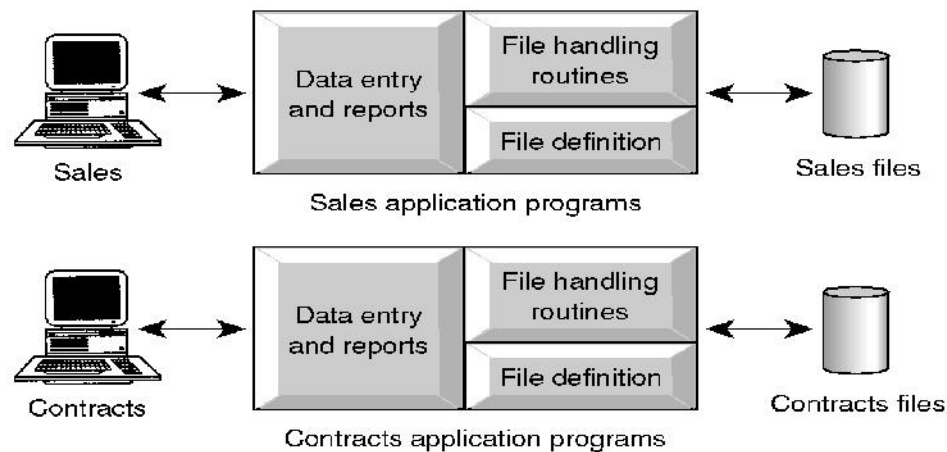 Data entry
and reports
File handling
routines
File definition
Sales
Sales files
Sales application programs
Data entry
and reports
File handling
routines
File definition
Contracts
Contracts files
Contracts application programs